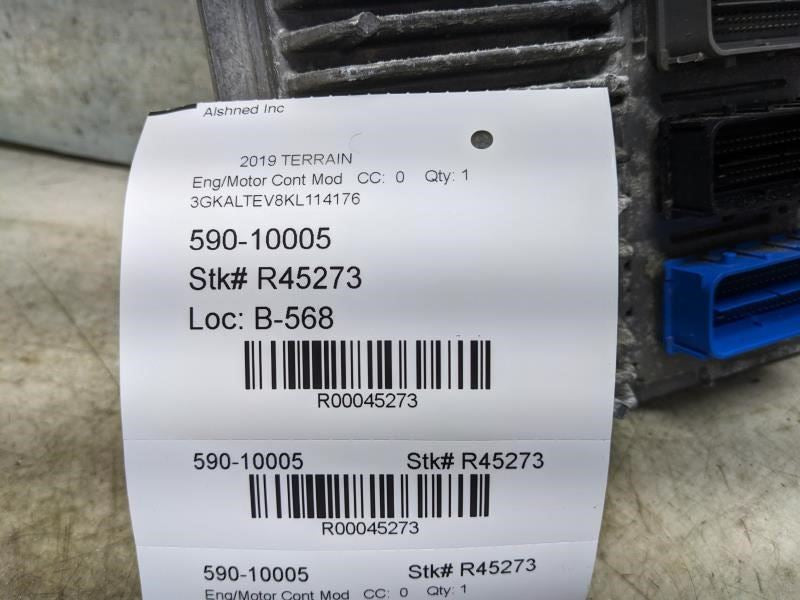 Alshned Inc
2019 TERRAIN
Eng/Motor Cont Mod CC: 0 Qty: 1
3GKALTEV8KL114176
590-10005
Stk# R45273
Loc: B-568
R00045273
590-10005 Stk# R45273
R00045273
590-10005 Stk# R45273
Eng/Motor Cont Mod CC: 0 Qty: 1